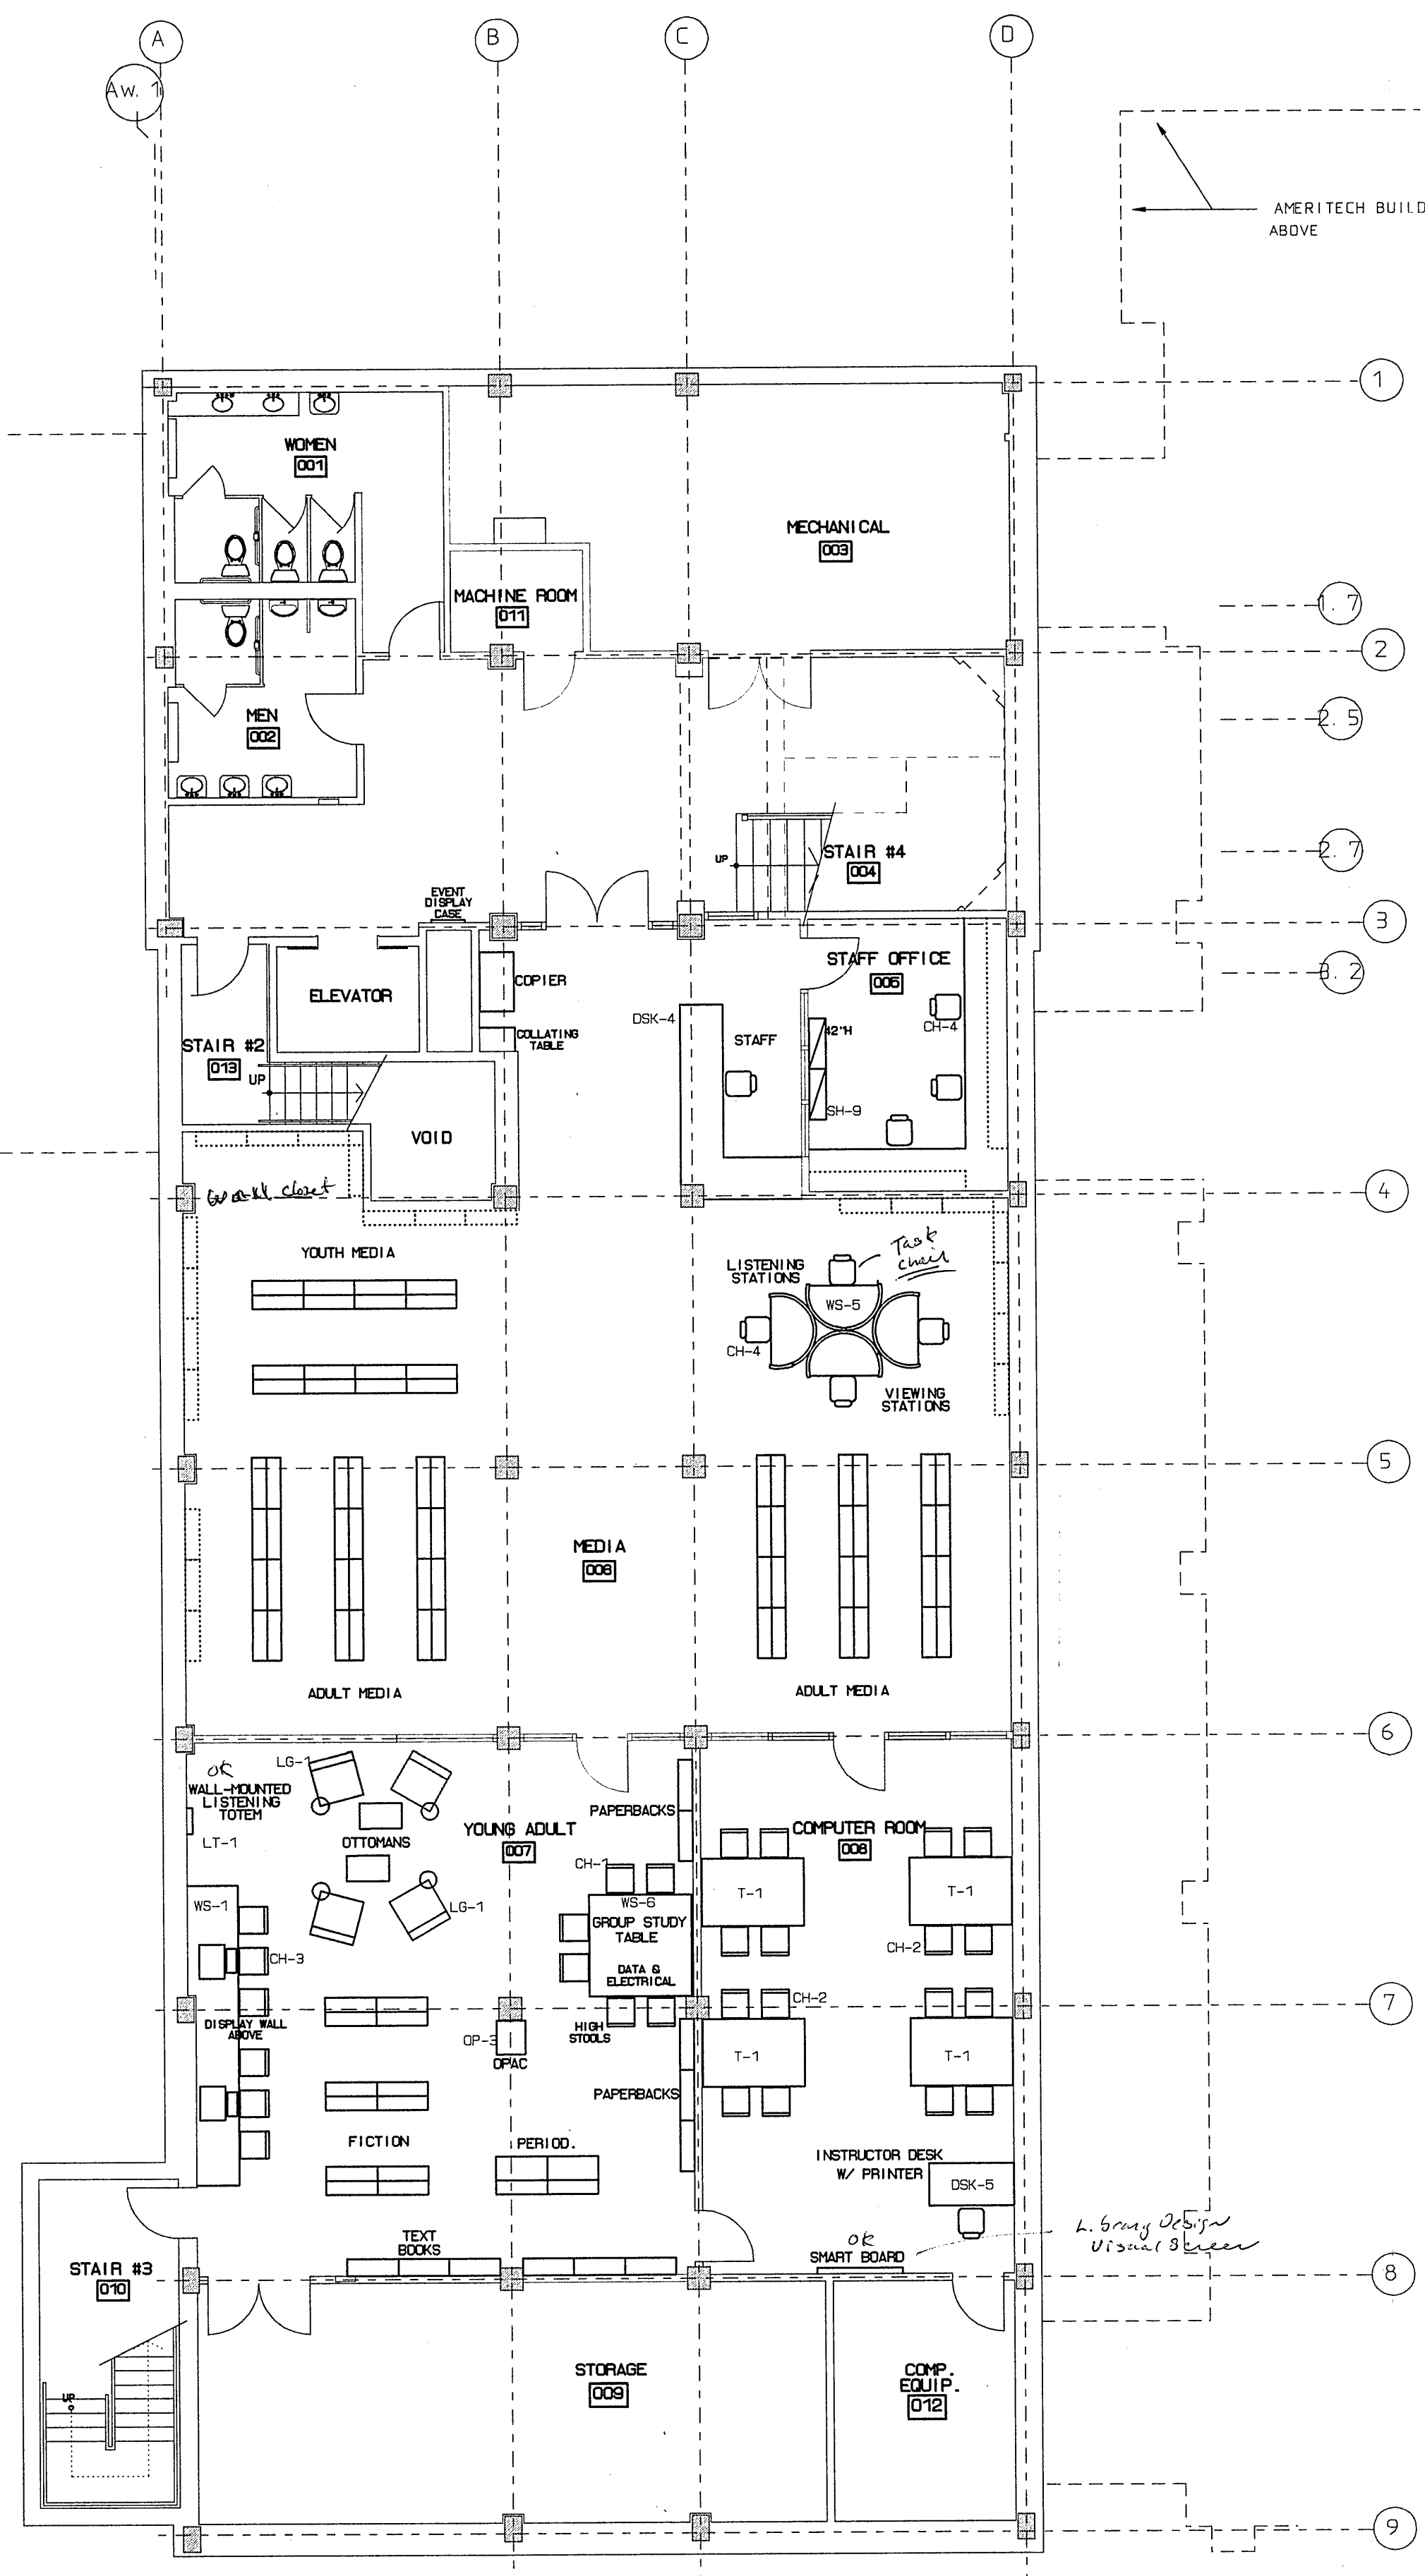 A
B
C
D
Aw. 1
AMERITECH BUILD
ABOVE
1
WOMEN
001
MECHANICAL
003
MACHINE ROOM
011
1.7
2
MEN
002
2.5
UP
STAIR #4
004
2.7
EVENT
DISPLAY
CASE
3
STAFF OFFICE
005
3.2
ELEVATOR
COPIER
DSK-4
STAFF
42"H
CH-4
COLLATING
TABLE
STAIR #2
013
UP
SH-9
VOID
closet
4
YOUTH MEDIA
Task
chair
LISTENING
STATIONS
WS-5
CH-4
VIEWING
STATIONS
5
MEDIA
006
ADULT MEDIA
ADULT MEDIA
6
OK
WALL-MOUNTED
LISTENING
TOTEM
LT-1
LG-1
OTTOMANS
YOUNG ADULT
007
PAPERBACKS
COMPUTER ROOM
008
CH-1
T-1
T-1
WS-1
LG-1
WS-6
GROUP STUDY
TABLE
DATA &
ELECTRICAL
CH-3
CH-2
CH-2
7
DISPLAY WALL
ABOVE
OP-3
OPAC
HIGH
STOOLS
T-1
T-1
PAPERBACKS
FICTION
PERIOD.
INSTRUCTOR DESK
W/ PRINTER
DSK-5
TEXT
BOOKS
OK
SMART BOARD
Library Design
Visual Screen
STAIR #3
010
8
UP
STORAGE
009
COMP.
EQUIP.
012
9